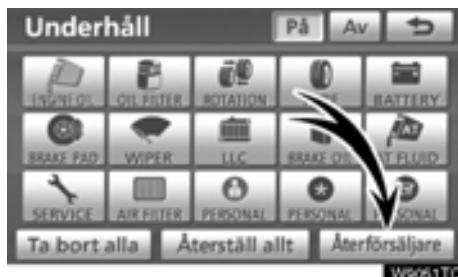 Underhåll På Av
ENGINE OIL OIL FILTER ROTATION BATTERY
BRAKE PAD WIPER LLC BRAKE OIL AT FLUID
SERVICE AIR FILTER PERSONAL PERSONAL PERSONAL
Ta bort alla Återställ allt Återförsäljare